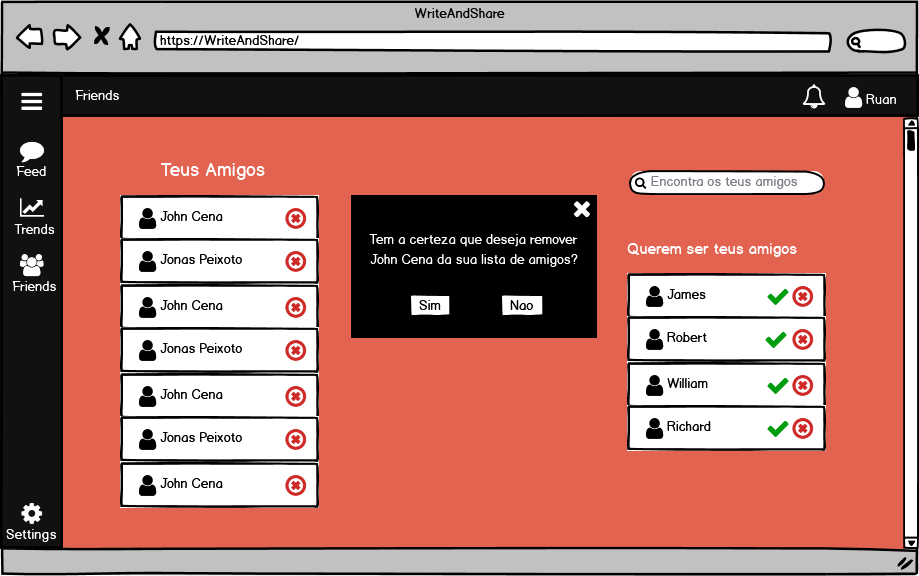 WriteAndShare
https://WriteAndShare/
Friends
Ruan
Feed
Trends
Friends
Settings
Teus Amigos
John Cena
Jonas Peixoto
John Cena
Jonas Peixoto
John Cena
Jonas Peixoto
John Cena
Tem a certeza que deseja remover
John Cena da sua lista de amigos?
Sim
Nao
Encontra os teus amigos
Querem ser teus amigos
James
Robert
William
Richard